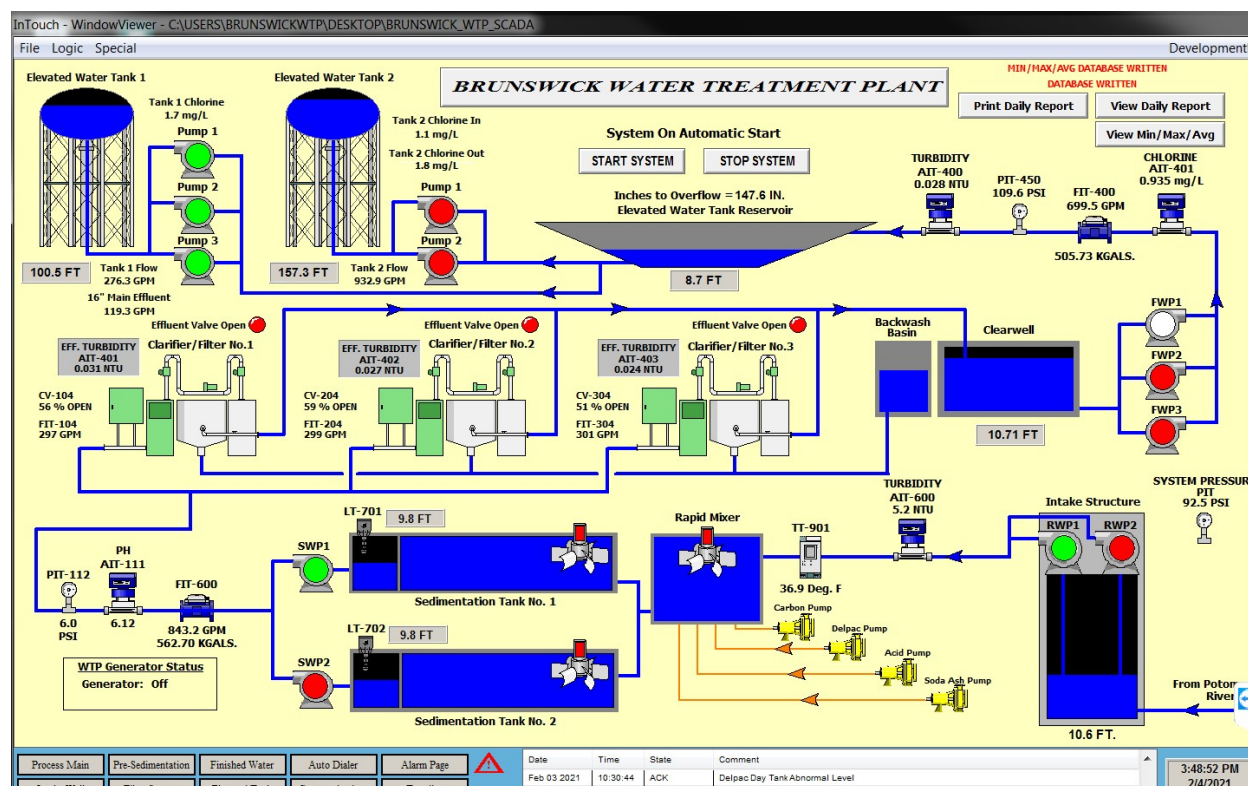 InTouch - WindowViewer - C:\USERS\BRUNSWICKWTP\DESKTOP\BRUNSWICK_WTP_SCADA
File Logic Special
Development
BRUNSWICK WATER TREATMENT PLANT
MIN/MAX/AVG DATABASE WRITTEN
DATABASE WRITTEN
Print Daily Report
View Daily Report
View Min/Max/Avg
Elevated Water Tank 1
Tank 1 Chlorine
1.7 mg/L
Pump 1
Pump 2
Pump 3
100.5 FT
Tank 1 Flow
276.3 GPM
16" Main Effluent
119.3 GPM
Elevated Water Tank 2
Tank 2 Chlorine In
1.1 mg/L
Tank 2 Chlorine Out
1.8 mg/L
Pump 1
Pump 2
157.3 FT
Tank 2 Flow
932.9 GPM
System On Automatic Start
START SYSTEM
STOP SYSTEM
Inches to Overflow = 147.6 IN.
Elevated Water Tank Reservoir
8.7 FT
TURBIDITY
AIT-400
0.028 NTU
PIT-450
109.6 PSI
FIT-400
699.5 GPM
505.73 KGALS.
CHLORINE
AIT-401
0.935 mg/L
Effluent Valve Open
EFF. TURBIDITY
AIT-401
0.031 NTU
Clarifier/Filter No.1
CV-104
56 % OPEN
FIT-104
297 GPM
Effluent Valve Open
EFF. TURBIDITY
AIT-402
0.027 NTU
Clarifier/Filter No.2
CV-204
59 % OPEN
FIT-204
299 GPM
Effluent Valve Open
EFF. TURBIDITY
AIT-403
0.024 NTU
Clarifier/Filter No.3
CV-304
51 % OPEN
FIT-304
301 GPM
Backwash
Basin
Clearwell
10.71 FT
FWP1
FWP2
FWP3
PIT-112
6.0
PSI
PH
AIT-111
6.12
FIT-600
843.2 GPM
562.70 KGALS.
SWP1
LT-701
9.8 FT
Sedimentation Tank No. 1
SWP2
LT-702
9.8 FT
Sedimentation Tank No. 2
Rapid Mixer
TT-901
36.9 Deg. F
TURBIDITY
AIT-600
5.2 NTU
Carbon Pump
Delpac Pump
Acid Pump
Soda Ash Pump
Intake Structure
RWP1
RWP2
10.6 FT.
SYSTEM PRESSUR
PIT
92.5 PSI
From Potom
River
WTP Generator Status
Generator: Off
Process Main
Pre-Sedimentation
Finished Water
Auto Dialer
Alarm Page
Date Time State Comment
Feb 03 2021 10:30:44 ACK Delpac Day Tank Abnormal Level
3:48:52 PM
2/4/2021